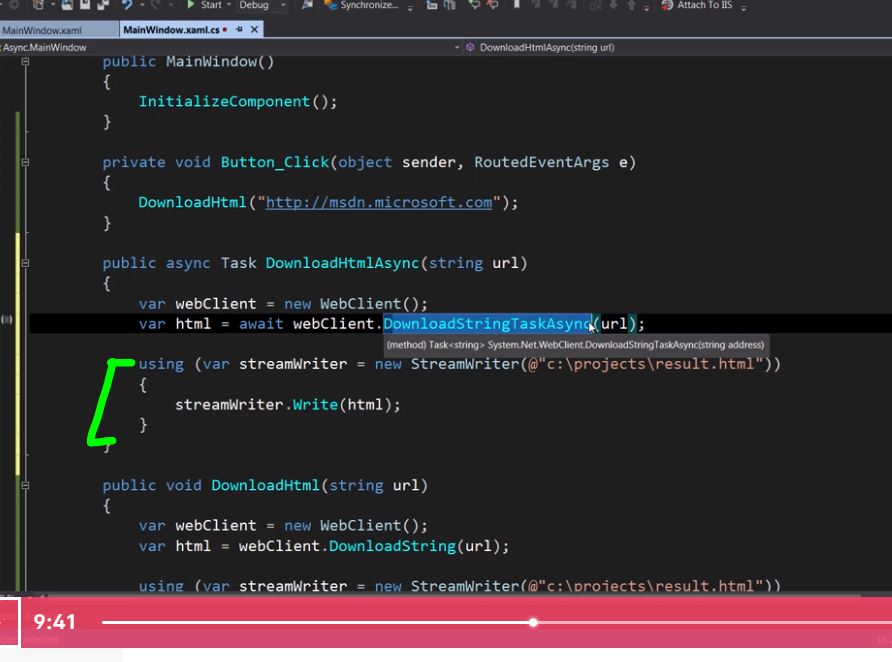 Start Debug Synchronize... Attach To IIS
MainWindow.xaml MainWindow.xaml.cs
Async.MainWindow DownloadHtmlAsync(string url)
public MainWindow()
{
InitializeComponent();
}
private void Button_Click(object sender, RoutedEventArgs e)
{
DownloadHtml("http://msdn.microsoft.com");
}
public async Task DownloadHtmlAsync(string url)
{
var webClient = new WebClient();
var html = await webClient.DownloadStringTaskAsync(url);
(method) Task<string> System.Net.WebClient.DownloadStringTaskAsync(string address)
using (var streamWriter = new StreamWriter(@"c:\projects\result.html"))
{
streamWriter.Write(html);
}
}
public void DownloadHtml(string url)
{
var webClient = new WebClient();
var html = webClient.DownloadString(url);
using (var streamWriter = new StreamWriter(@"c:\projects\result.html"))
9:41